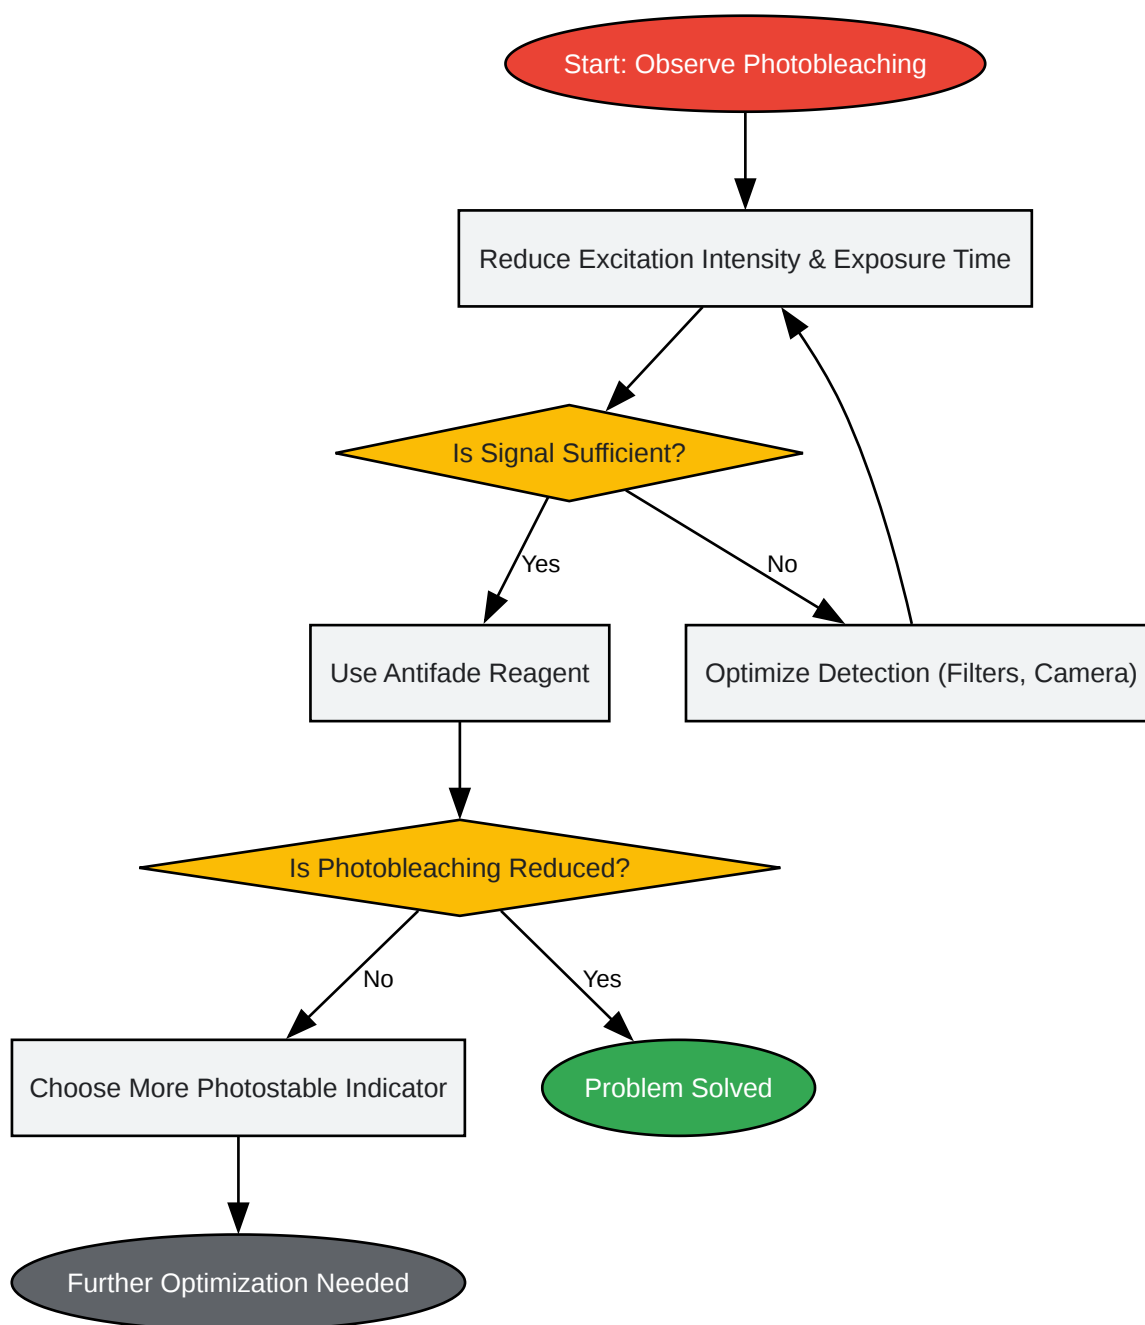 Start: Observe Photobleaching
Reduce Excitation Intensity & Exposure Time
Is Signal Sufficient?
Yes
No
Use Antifade Reagent
Optimize Detection (Filters, Camera)
Is Photobleaching Reduced?
No
Yes
Choose More Photostable Indicator
Problem Solved
Further Optimization Needed